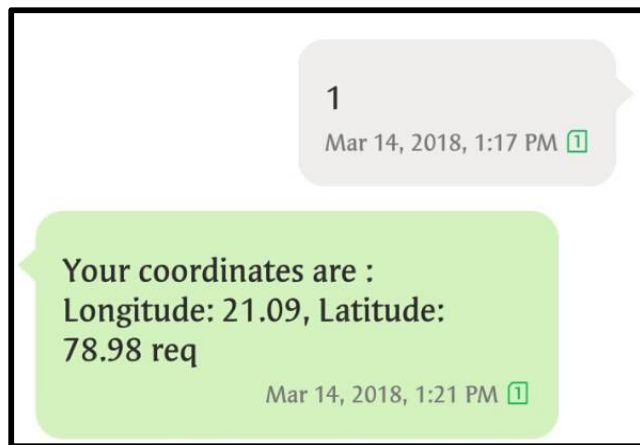 1
Mar 14, 2018, 1:17 PM 1
Your coordinates are :
Longitude: 21.09, Latitude:
78.98 req
Mar 14, 2018, 1:21 PM 1